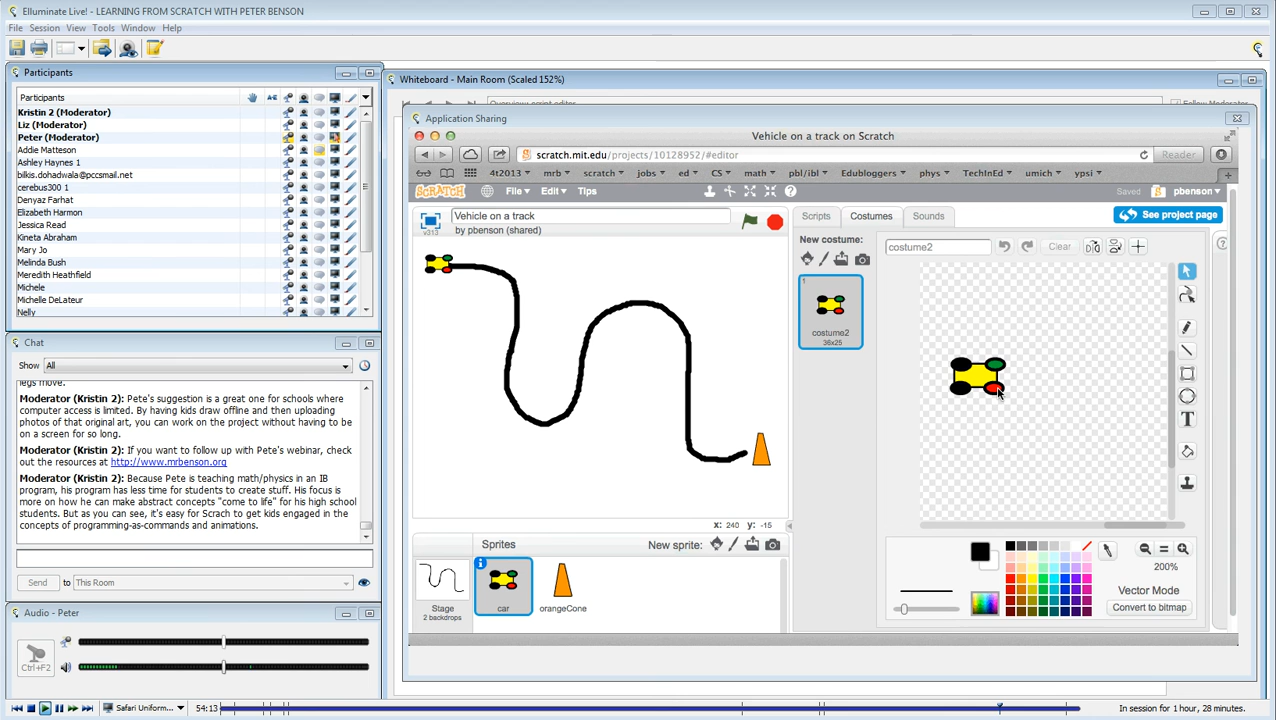 Elluminate Live! - LEARNING FROM SCRATCH WITH PETER BENSON
File Session View Tools Window Help
Participants
Participants
Kristin 2 (Moderator)
Liz (Moderator)
Peter (Moderator)
Addie Matteson
Ashley Haynes 1
bilkis.dohadwala@pccsmail.net
cerebus300 1
Denyaz Farhat
Elizabeth Harmon
Jessica Read
Kineta Abraham
Mary Jo
Melinda Bush
Meredith Heathfield
Michele
Michelle DeLateur
Nelly
Chat
Show All
legs move.
Moderator (Kristin 2): Pete's suggestion is a great one for schools where
computer access is limited. By having kids draw offline and then uploading
photos of that original art, you can work on the project without having to be
on a screen for so long.
Moderator (Kristin 2): If you want to follow up with Pete's webinar, check
out the resources at http://www.mrbenson.org
Moderator (Kristin 2): Because Pete is teaching math/physics in an IB
program, his program has less time for students to create stuff. His focus is
more on how he can make abstract concepts "come to life" for his high school
students. But as you can see, it's easy for Scrach to get kids engaged in the
concepts of programming-as-commands and animations.
Send to This Room
Audio - Peter
Ctrl+F2
Safari Uniform... 54:13
In session for 1 hour, 28 minutes.
Whiteboard - Main Room (Scaled 152%)
Overview: script editor
Follow Moderator
Application Sharing
Vehicle on a track on Scratch
scratch.mit.edu/projects/10128952/#editor
Reader
4t2013 mrb scratch jobs ed CS math pbl/ibl Edubloggers phys TechInEd umich ypsi
SCRATCH File Edit Tips Saved pbenson
v313
Vehicle on a track
by pbenson (shared)
Scripts Costumes Sounds
See project page
New costume:
costume2
Clear
1
costume2
36x25
x: 240 y: -15
Sprites New sprite:
Stage
2 backdrops
car
orangeCone
200%
Vector Mode
Convert to bitmap